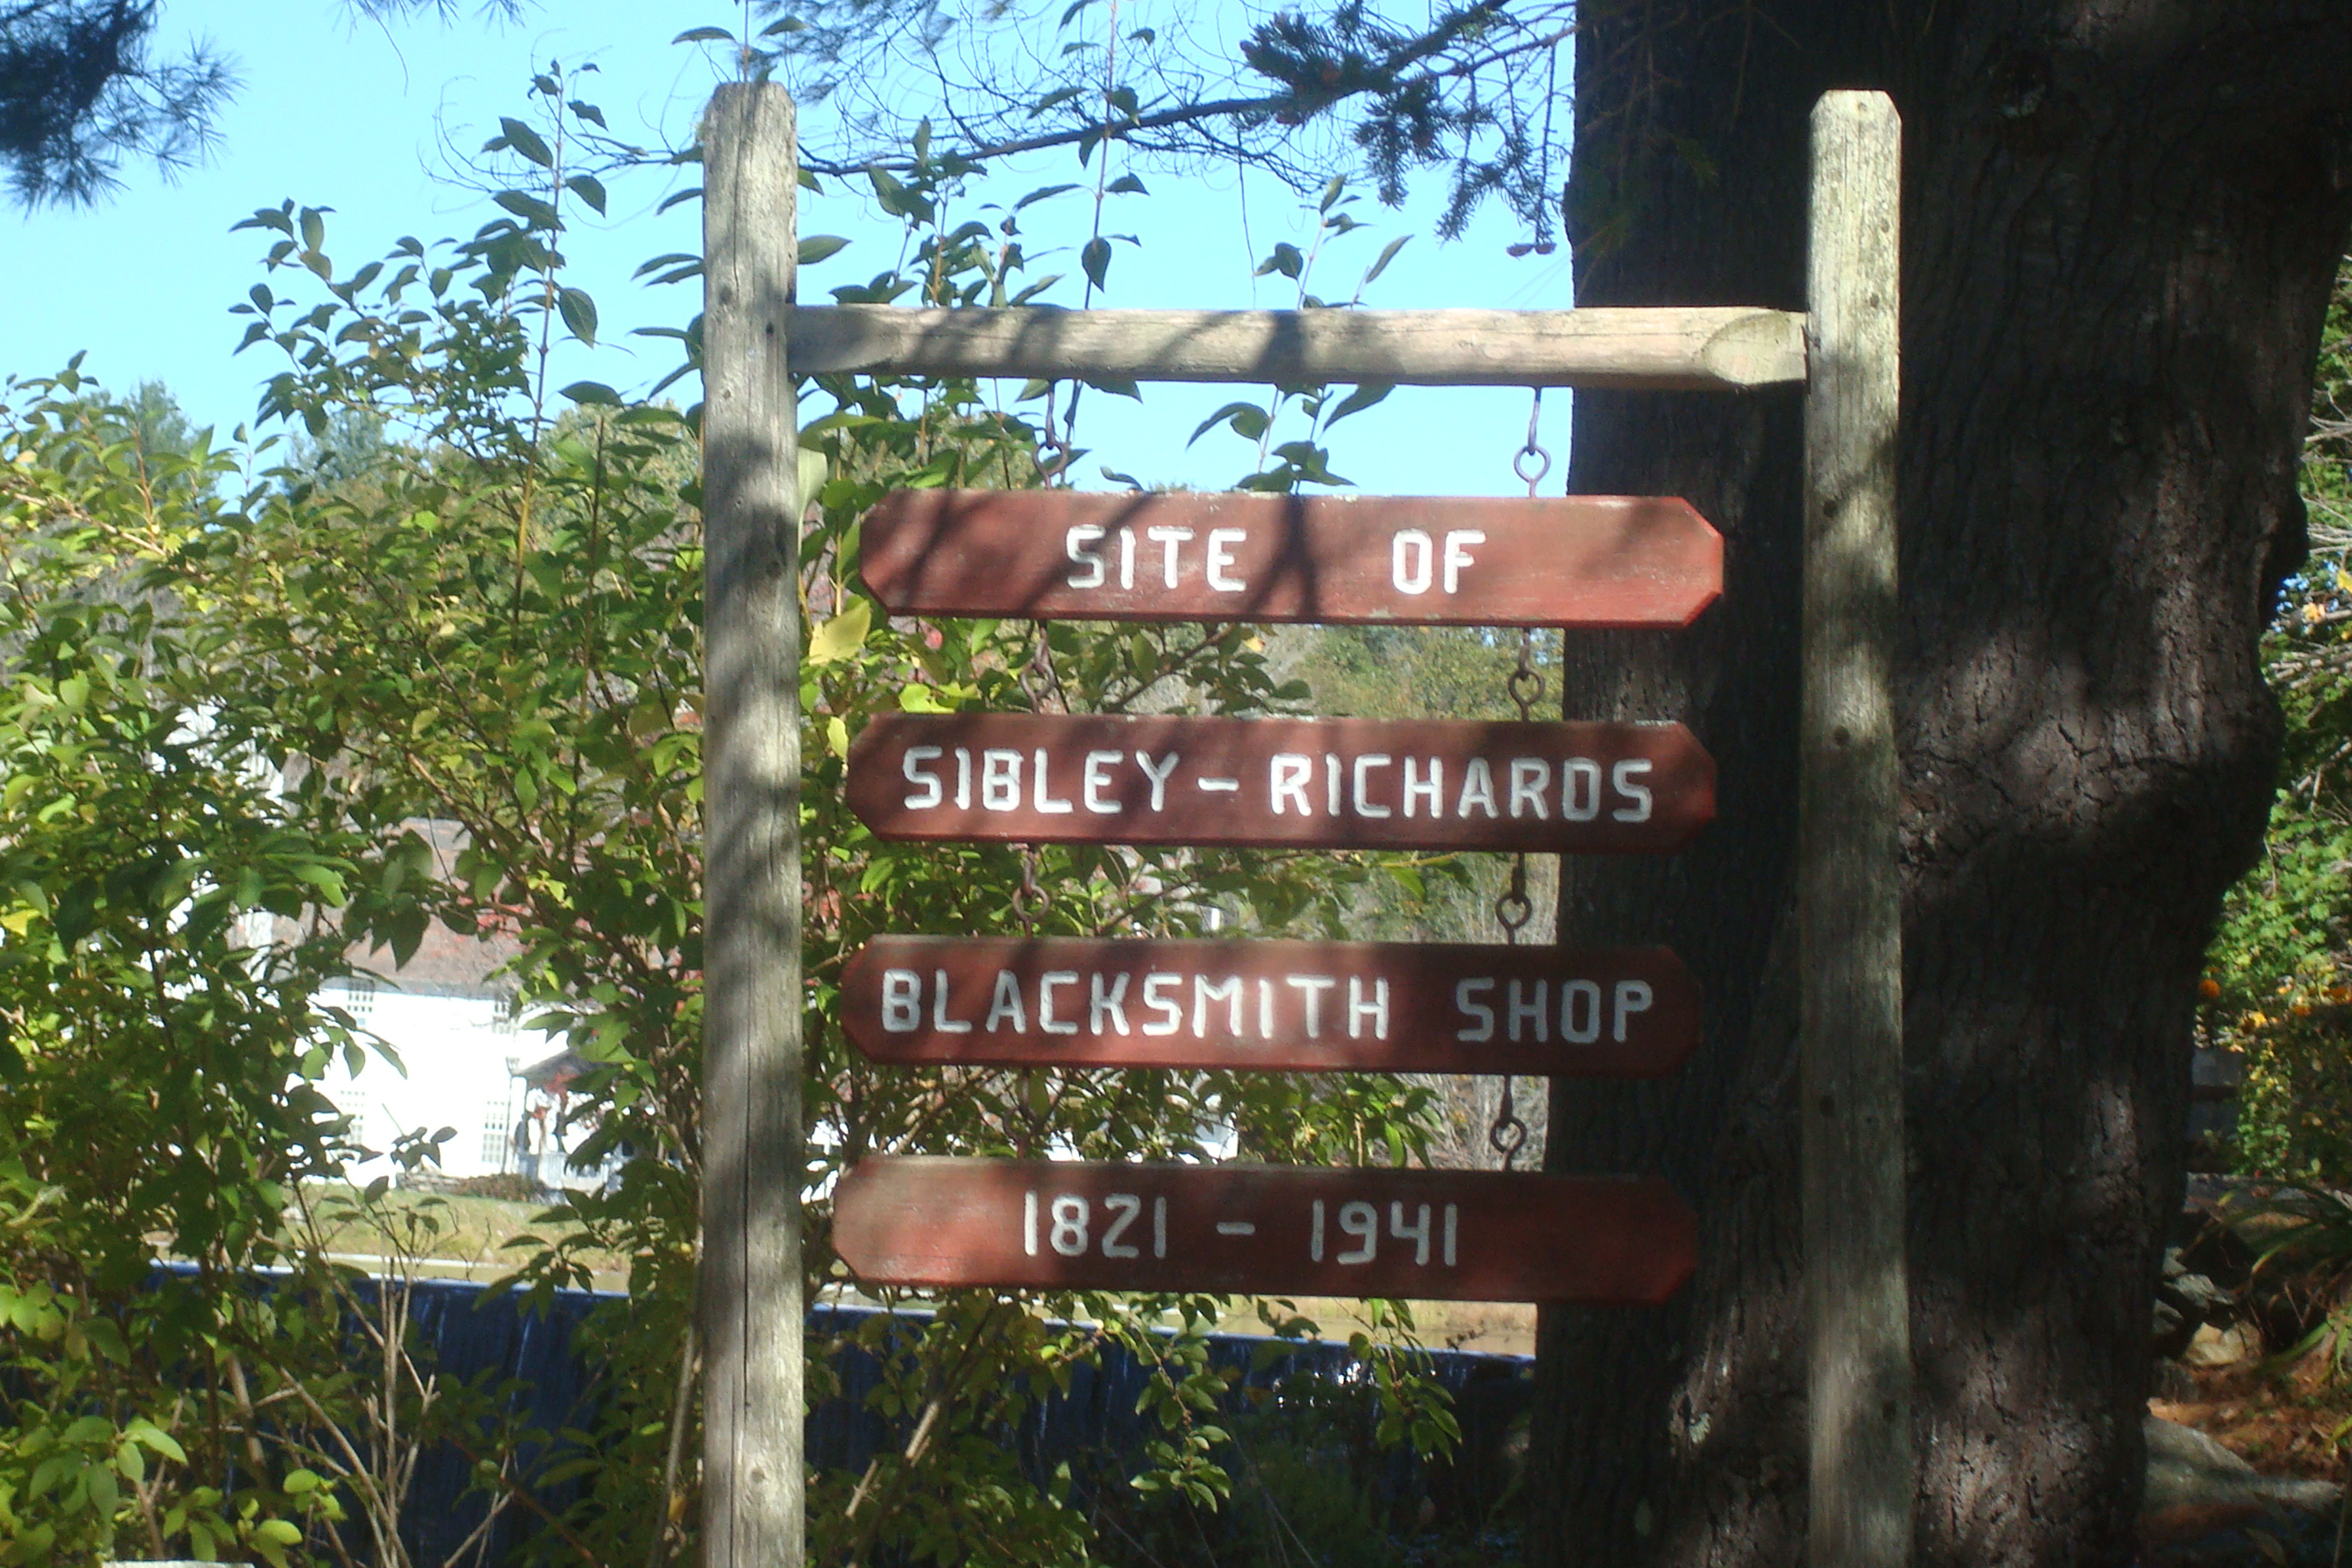 SITE OF
SIBLEY - RICHARDS
BLACKSMITH SHOP
1821 - 1941